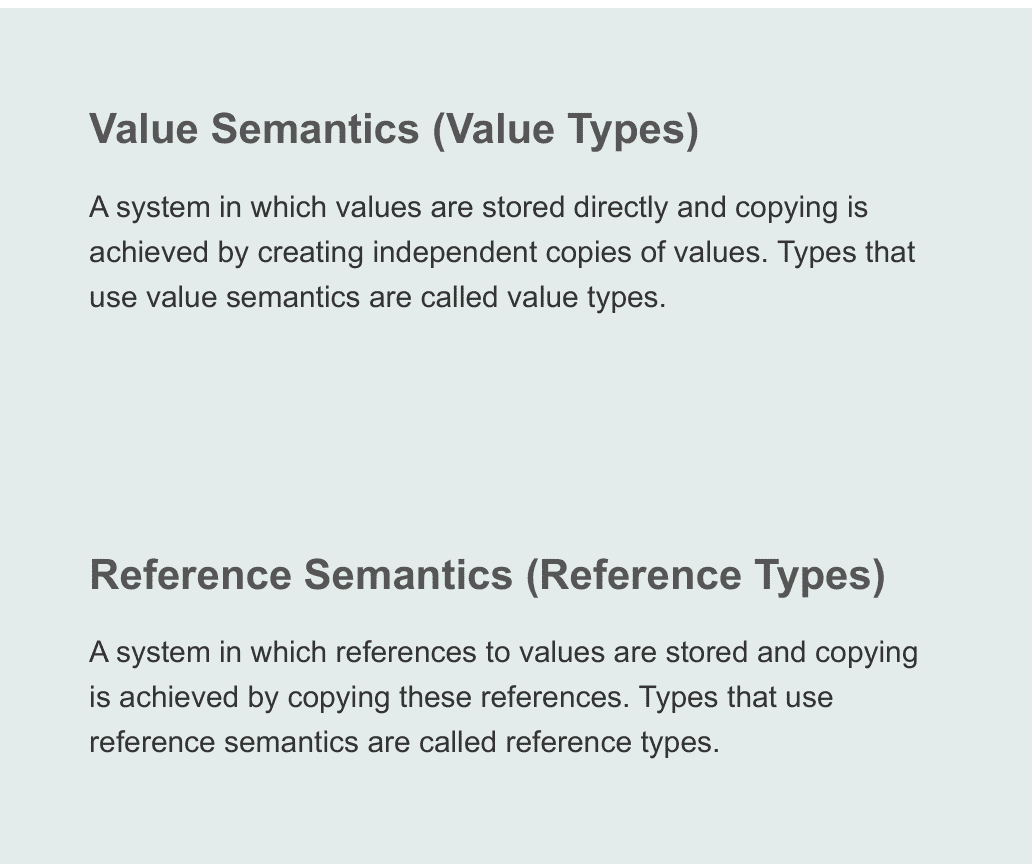 Value Semantics (Value Types)
A system in which values are stored directly and copying is
achieved by creating independent copies of values. Types that
use value semantics are called value types.
Reference Semantics (Reference Types)
A system in which references to values are stored and copying
is achieved by copying these references. Types that use
reference semantics are called reference types.